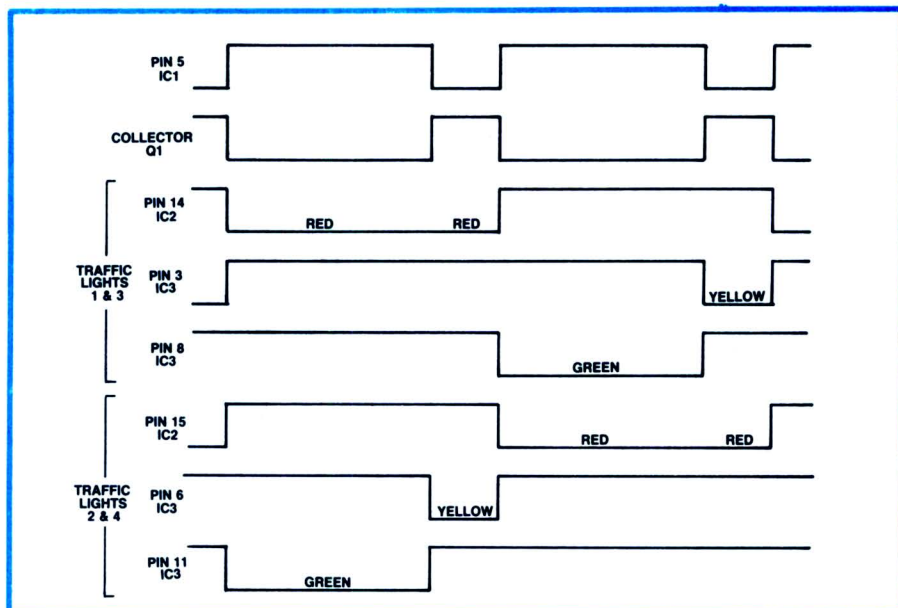 PIN 5
IC1
COLLECTOR
Q1
PIN 14
IC2
RED RED
TRAFFIC
LIGHTS
1 & 3
PIN 3
IC3
YELLOW
PIN 8
IC3
GREEN
PIN 15
IC2
RED RED
TRAFFIC
LIGHTS
2 & 4
PIN 6
IC3
YELLOW
PIN 11
IC3
GREEN